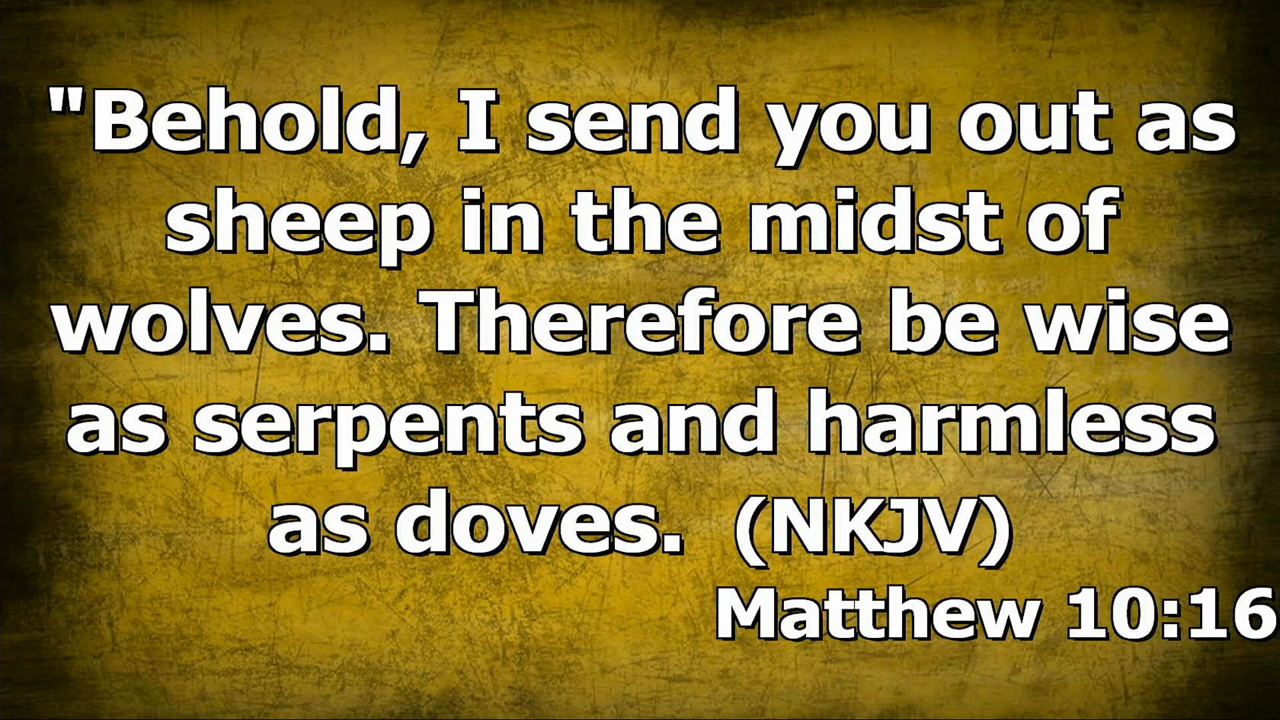 "Behold, I send you out as
sheep in the midst of
wolves. Therefore be wise
as serpents and harmless
as doves.  (NKJV)
Matthew 10:16